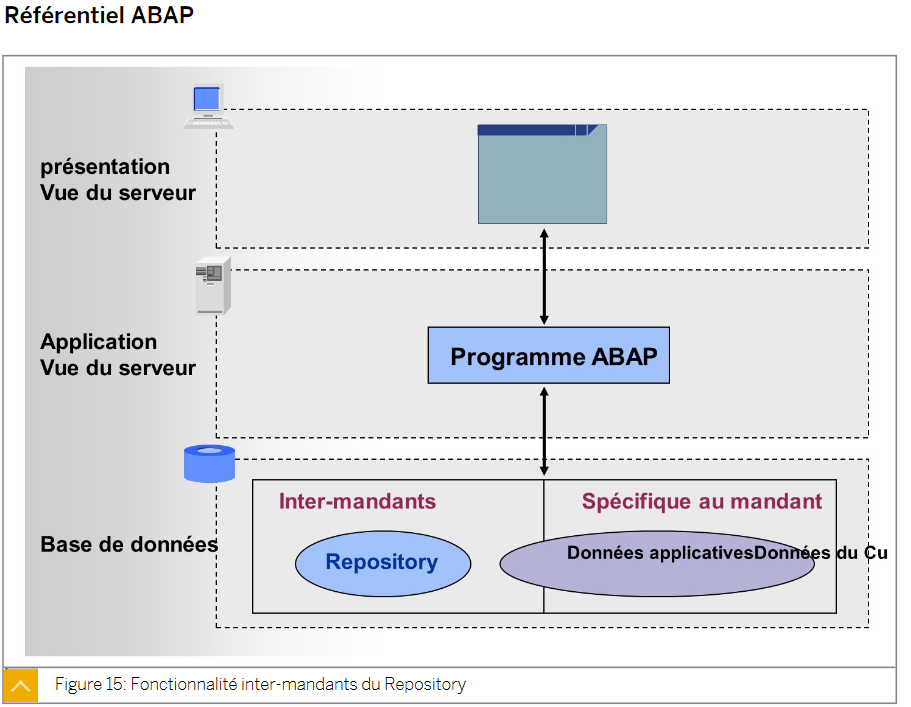 Référentiel ABAP
présentation
Vue du serveur
Application
Vue du serveur
Programme ABAP
Inter-mandants
Spécifique au mandant
Base de données
Repository
Données applicativesDonnées du Cu
Figure 15: Fonctionnalité inter-mandants du Repository